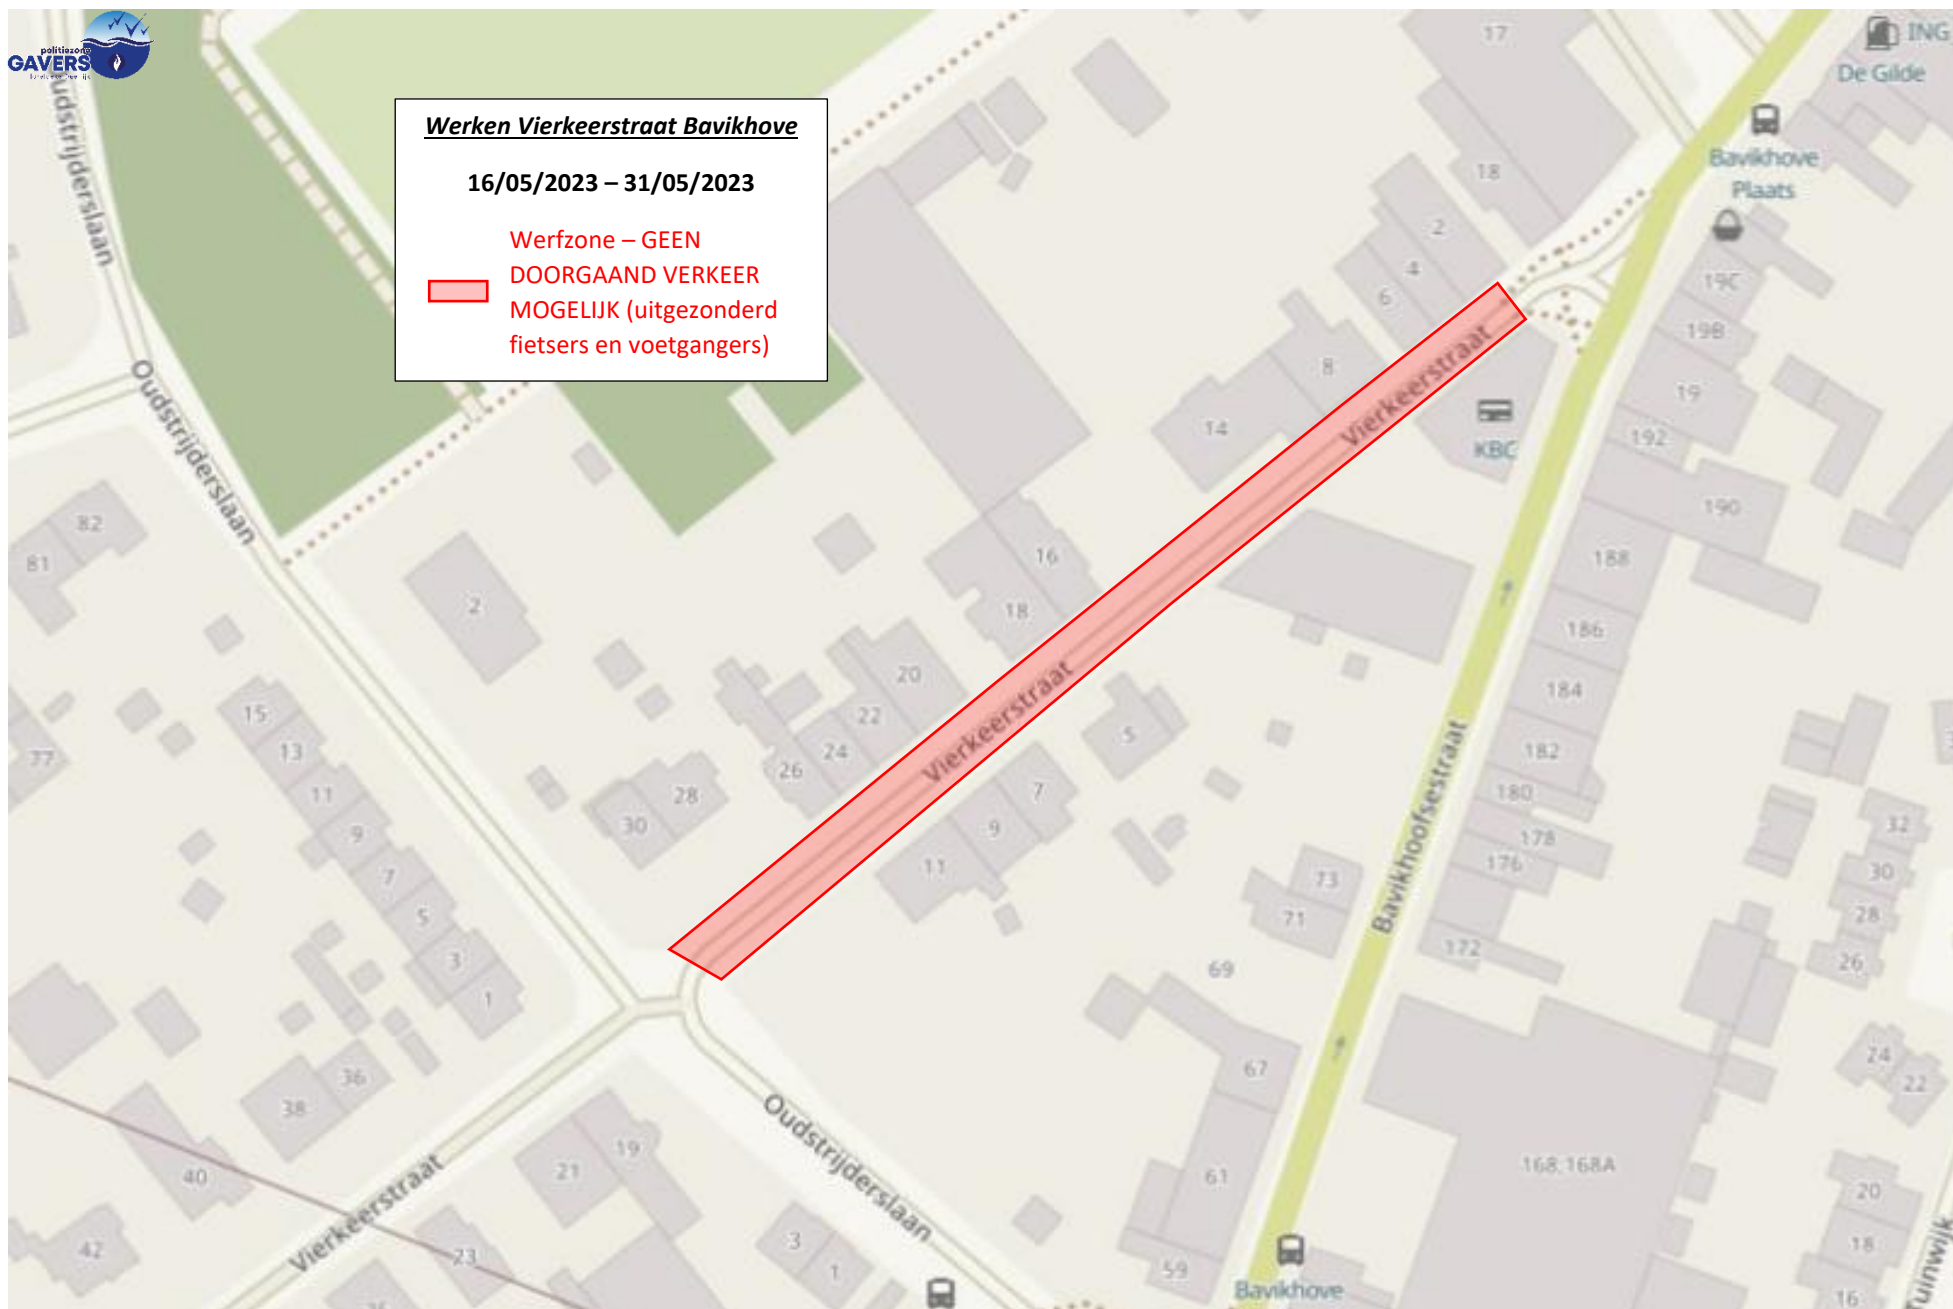 politiezone
GAVERS
Werken Vierkeerstraat Bavikhove
16/05/2023 – 31/05/2023
Werfzone – GEEN
DOORGAAND VERKEER
MOGELIJK (uitgezonderd
fietsers en voetgangers)
Oudstrijderslaan
Oudstrijderslaan
Oudstrijderslaan
Vierkeerstraat
Vierkeerstraat
Vierkeerstraat
Bavikhoofsestraat
Tuinwijk
ING
De Gilde
Bavikhove
Plaats
KBC
Bavikhove
17
18
2
4
6
8
14
16
18
20
22
24
26
28
30
2
82
81
77
15
13
11
9
7
5
3
1
36
38
40
42
19
21
23
3
1
5
7
9
11
19C
19B
19
192
190
188
186
184
182
180
178
176
172
73
71
69
67
61
59
168;168A
32
30
28
26
24
22
20
18
16